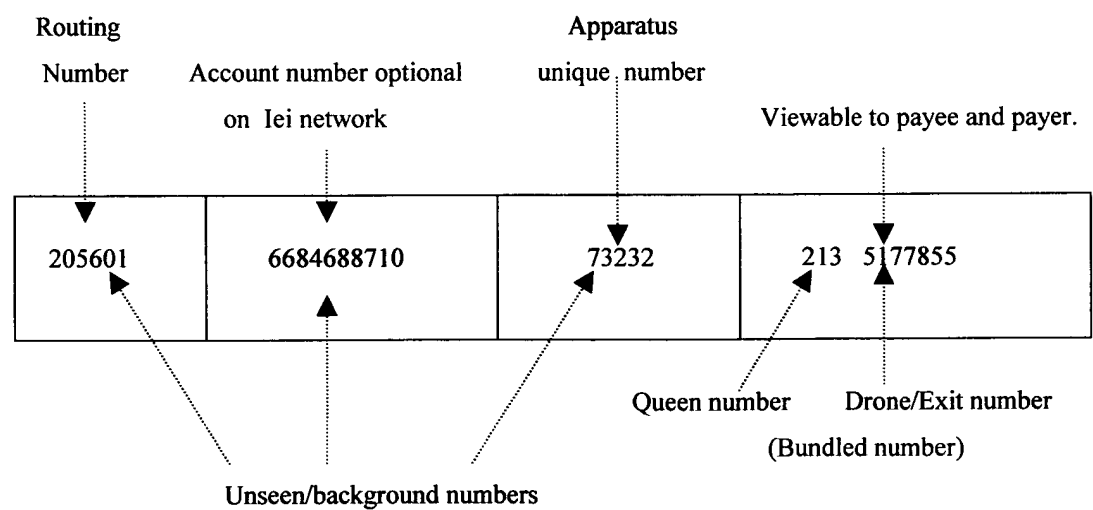 Routing
Number
Account number optional
on Iei network
Apparatus
unique number
Viewable to payee and payer.
205601
6684688710
73232
213 5177855
Queen number
Drone/Exit number
(Bundled number)
Unseen/background numbers